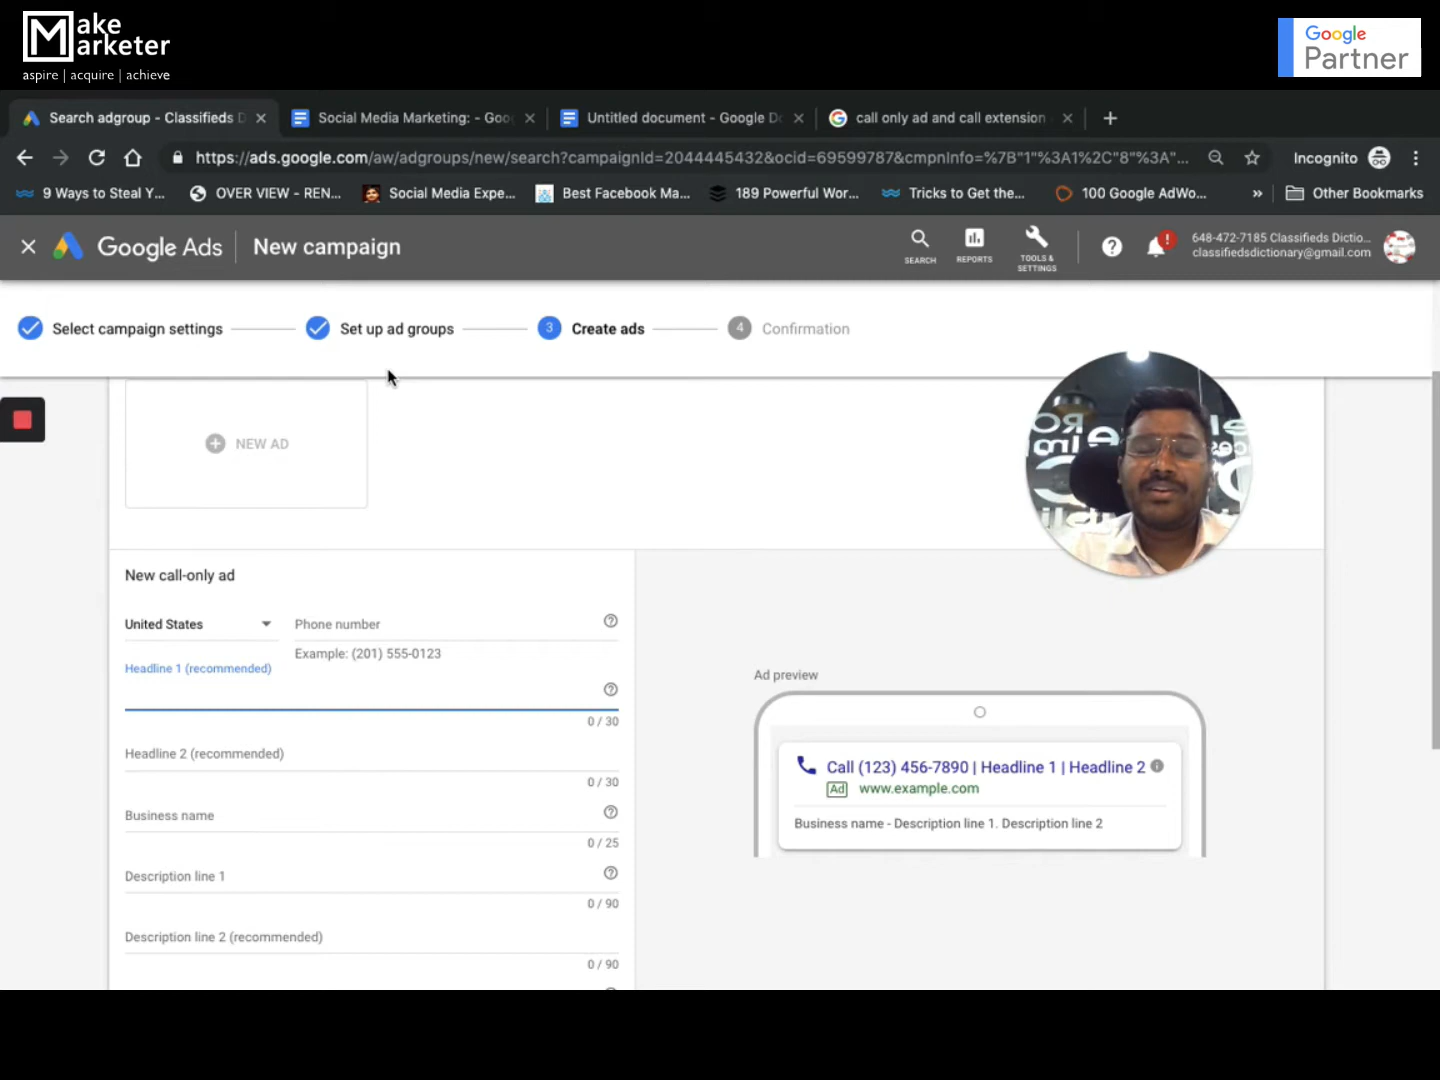 Make
Marketer
aspire | acquire | achieve
Google
Partner
Search adgroup - Classifieds D
Social Media Marketing: - Goo
Untitled document - Google Do
call only ad and call extension
https://ads.google.com/aw/adgroups/new/search?campaignId=2044445432&ocid=69599787&cmpnInfo=%7B"1"%3A1%2C"8"%3A"...
Incognito
9 Ways to Steal Y...
OVER VIEW - REN...
Social Media Expe...
Best Facebook Ma...
189 Powerful Wor...
Tricks to Get the...
100 Google AdWo...
»
Other Bookmarks
Google Ads
New campaign
SEARCH
REPORTS
TOOLS &
SETTINGS
648-472-7185 Classifieds Dictio...
classifiedsdictionary@gmail.com
Select campaign settings
Set up ad groups
3
Create ads
4
Confirmation
NEW AD
New call-only ad
United States
Phone number
Example: (201) 555-0123
Headline 1 (recommended)
0 / 30
Headline 2 (recommended)
0 / 30
Business name
0 / 25
Description line 1
0 / 90
Description line 2 (recommended)
0 / 90
Ad preview
Call (123) 456-7890 | Headline 1 | Headline 2
Ad
www.example.com
Business name - Description line 1. Description line 2